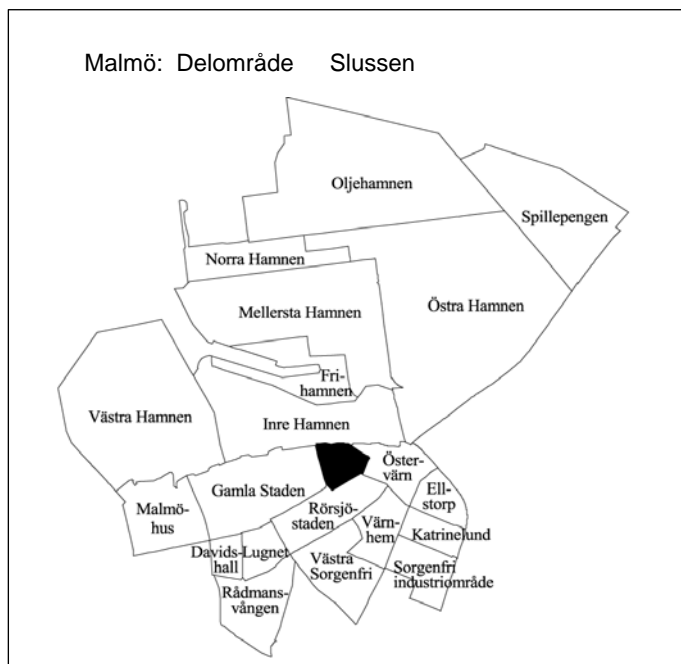 Malmö: Delområde Slussen
Oljehamnen
Spillepengen
Norra Hamnen
Östra Hamnen
Mellersta Hamnen
Fri-
hamnen
Västra Hamnen
Inre Hamnen
Öster-
värn
Gamla Staden
Ell-
storp
Malmö-
hus
Rörsjö-
staden
Värn-
hem
Katrinelund
Davids-
hall
Lugnet
Västra
Sorgenfri
Sorgenfri
industriområde
Rådmans-
vången